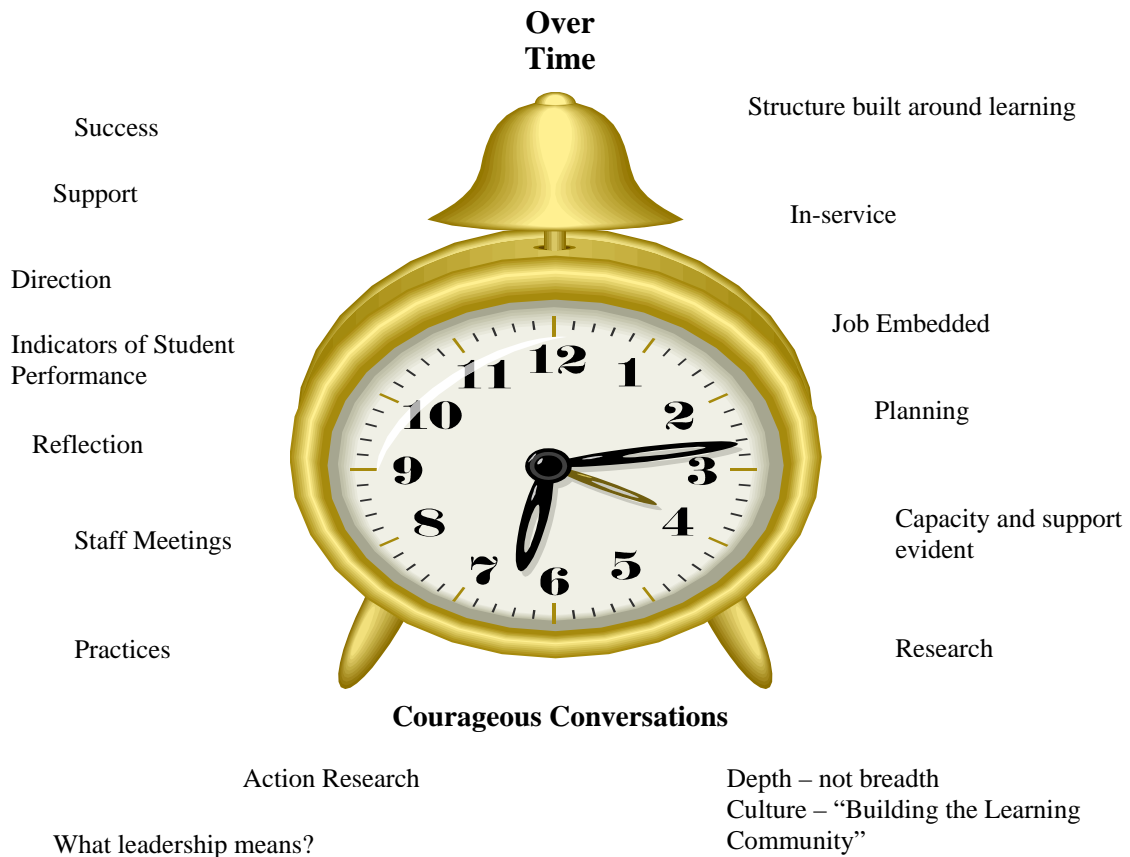 Over
Time
Structure built around learning
Success
Support
In-service
Direction
Job Embedded
Indicators of Student
Performance
Planning
Reflection
Staff Meetings
Capacity and support
evident
Practices
Research
12
11
1
10
2
9
3
8
4
7
5
6
Courageous Conversations
Action Research
Depth – not breadth
Culture – “Building the Learning
Community”
What leadership means?